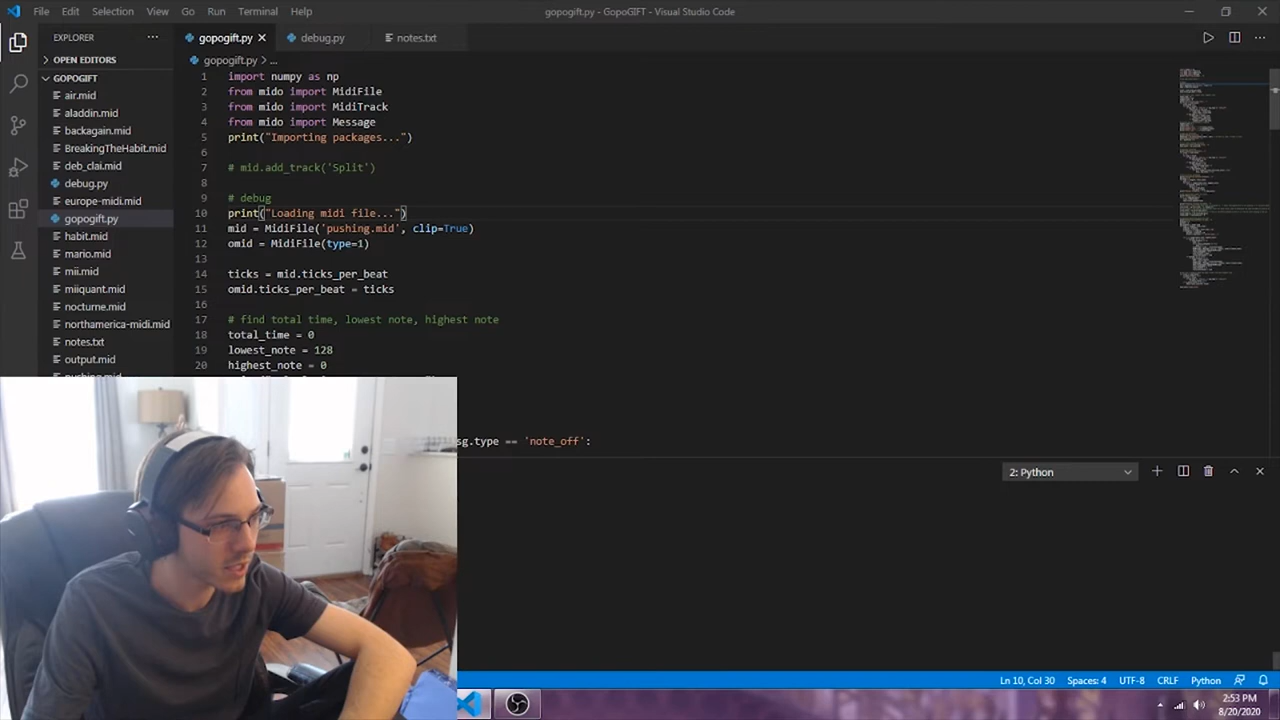 File Edit Selection View Go Run Terminal Help
gopogift.py - GopoGIFT - Visual Studio Code
EXPLORER
gopogift.py
debug.py
notes.txt
OPEN EDITORS
gopogift.py > ...
GOPOGIFT
air.mid
aladdin.mid
backagain.mid
BreakingTheHabit.mid
deb_clai.mid
debug.py
europe-midi.mid
gopogift.py
habit.mid
mario.mid
mii.mid
miiquant.mid
nocturne.mid
northamerica-midi.mid
notes.txt
output.mid
1 import numpy as np
2 from mido import MidiFile
3 from mido import MidiTrack
4 from mido import Message
5 print("Importing packages...")
6
7 # mid.add_track('Split')
8
9 # debug
10 print("Loading midi file...")
11 mid = MidiFile('pushing.mid', clip=True)
12 omid = MidiFile(type=1)
13
14 ticks = mid.ticks_per_beat
15 omid.ticks_per_beat = ticks
16
17 # find total time, lowest note, highest note
18 total_time = 0
19 lowest_note = 128
20 highest_note = 0
sg.type == 'note_off':
2: Python
Ln 10, Col 30 Spaces: 4 UTF-8 CRLF Python
2:53 PM
8/20/2020